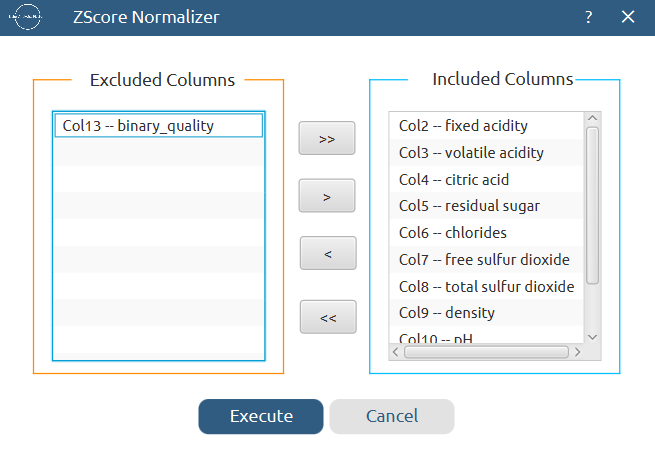 ZScore Normalizer
?
Excluded Columns
Included Columns
Col13 -- binary_quality
>>
>
<
<<
Col2 -- fixed acidity
Col3 -- volatile acidity
Col4 -- citric acid
Col5 -- residual sugar
Col6 -- chlorides
Col7 -- free sulfur dioxide
Col8 -- total sulfur dioxide
Col9 -- density
Col10 -- pH
Execute
Cancel